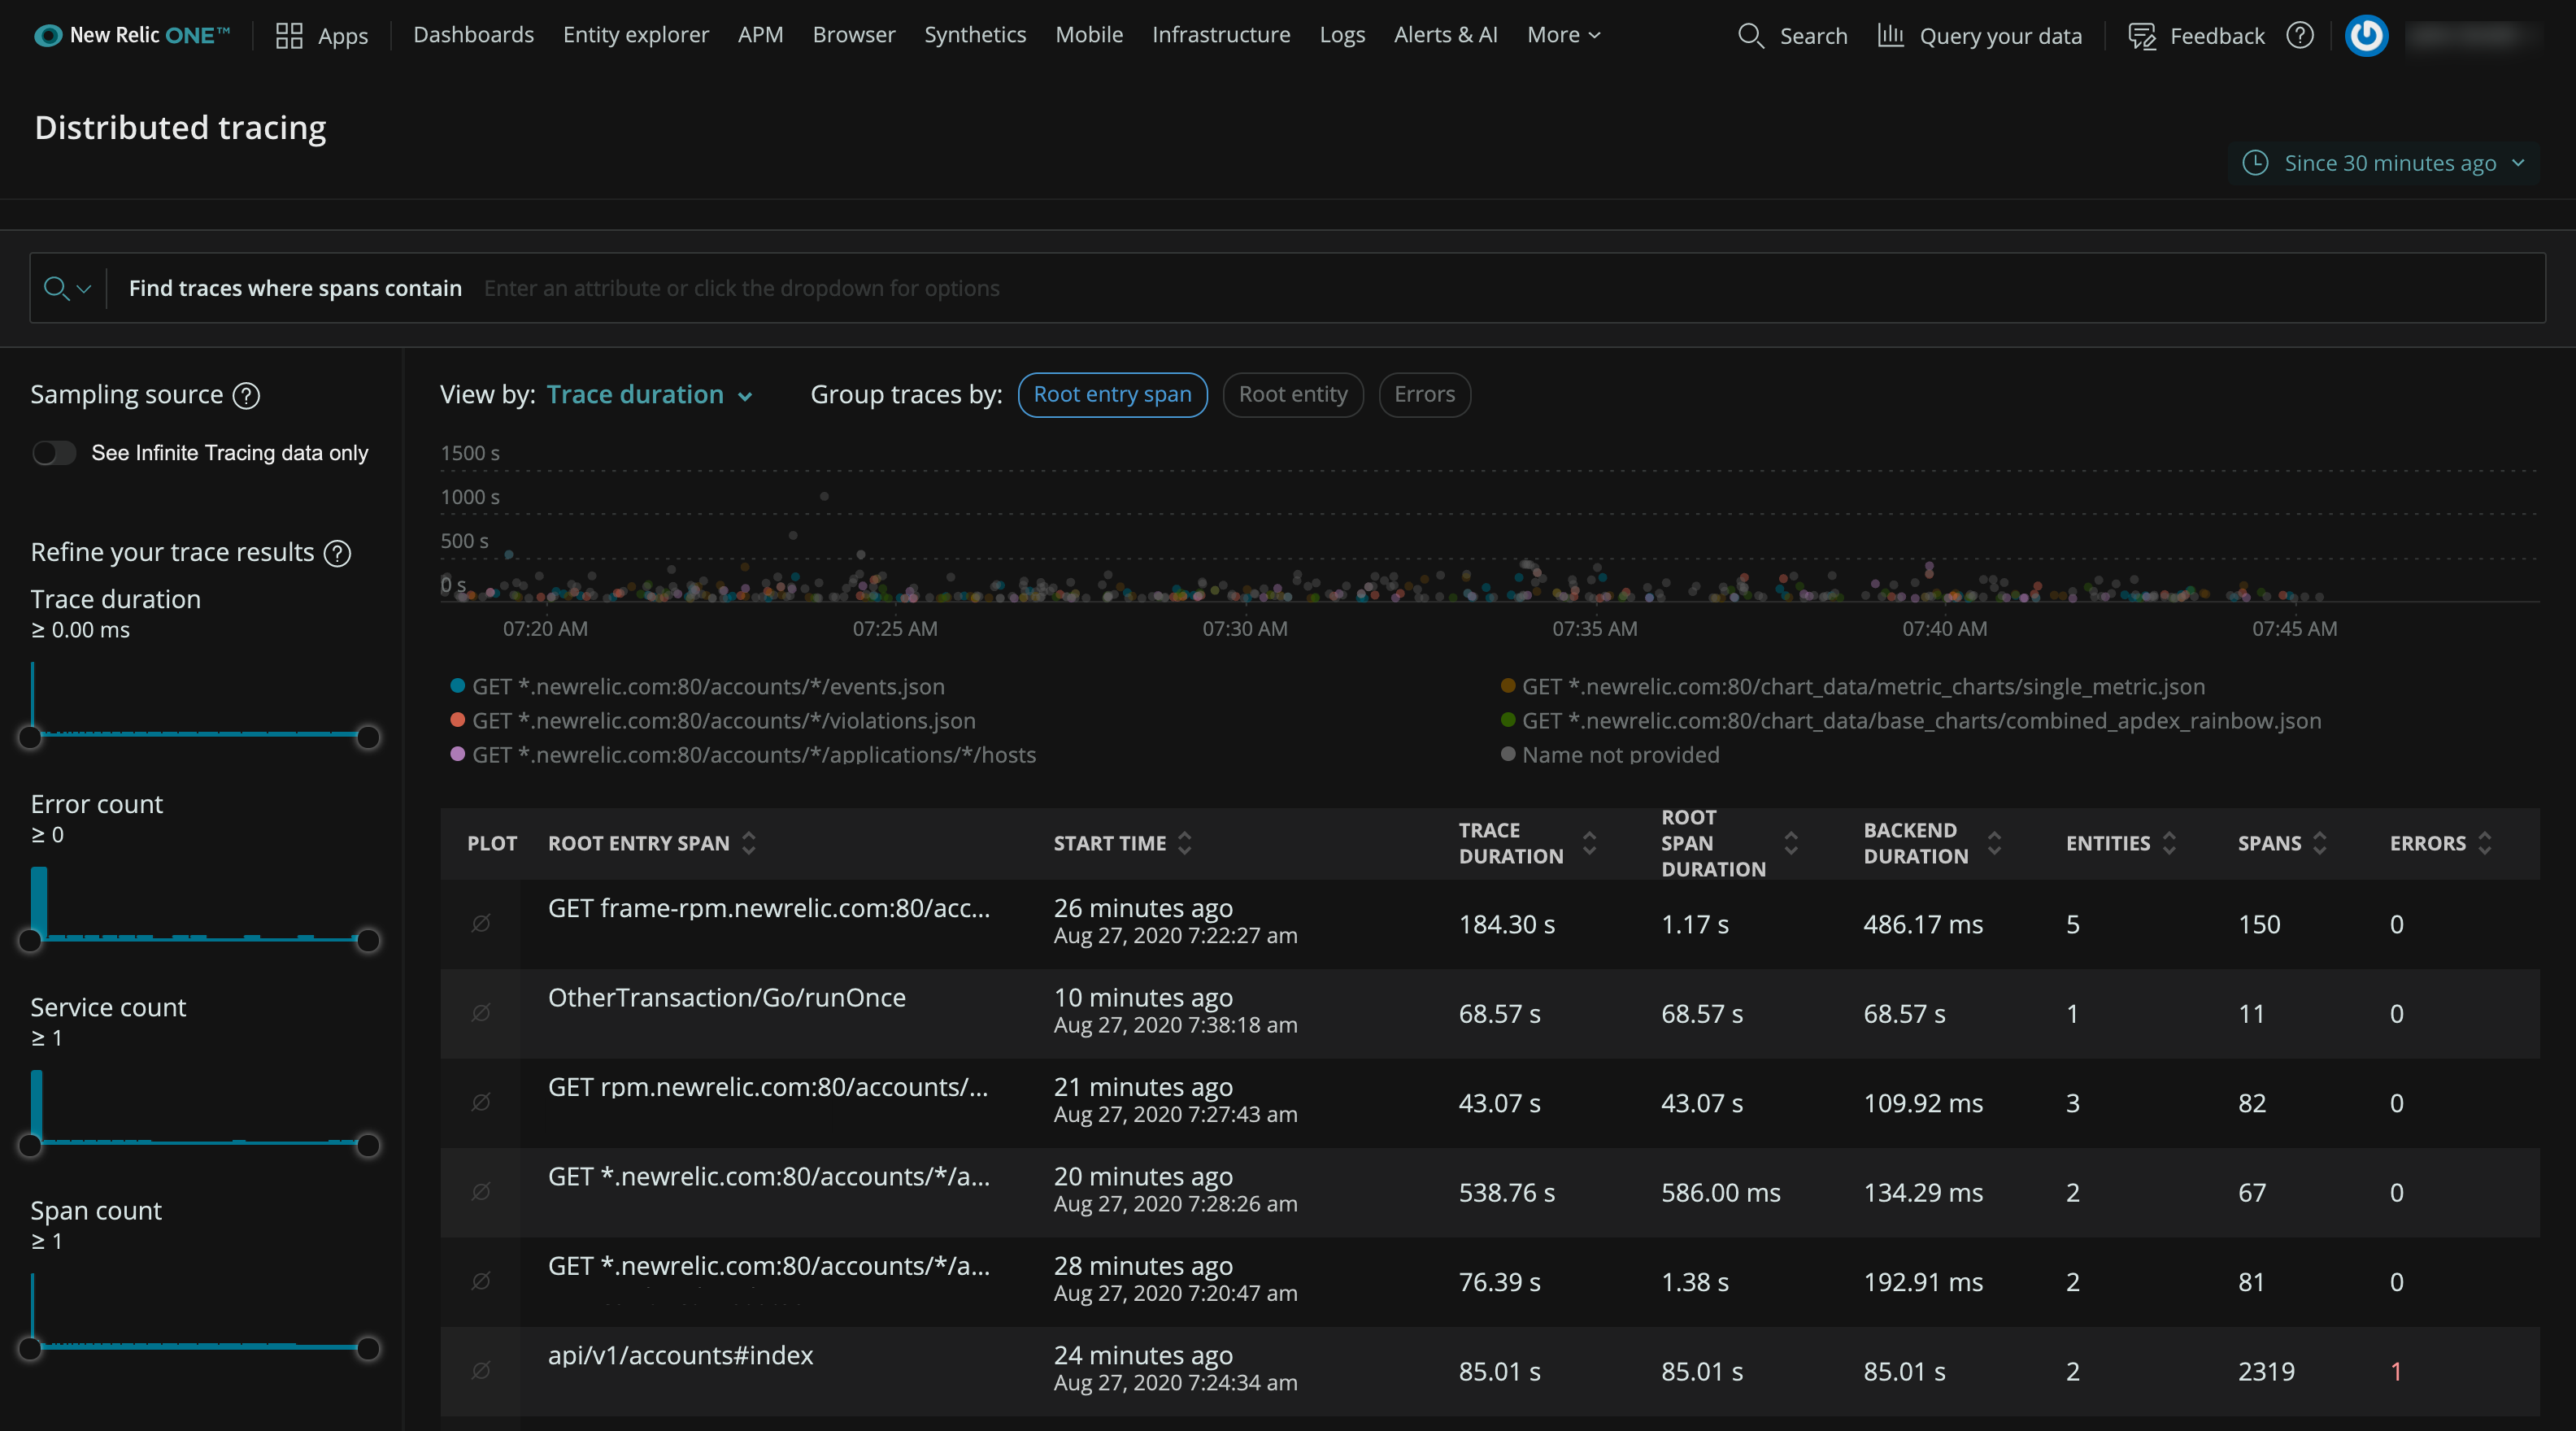 New Relic ONE™ Apps Dashboards Entity explorer APM Browser Synthetics Mobile Infrastructure Logs Alerts & AI More Search Query your data Feedback ?
Distributed tracing
Since 30 minutes ago
Find traces where spans contain Enter an attribute or click the dropdown for options
Sampling source ?
See Infinite Tracing data only
Refine your trace results ?
Trace duration
≥ 0.00 ms
Error count
≥ 0
Service count
≥ 1
Span count
≥ 1
View by: Trace duration Group traces by: Root entry span Root entity Errors
1500 s
1000 s
500 s
0 s
07:20 AM 07:25 AM 07:30 AM 07:35 AM 07:40 AM 07:45 AM
GET *.newrelic.com:80/accounts/*/events.json
GET *.newrelic.com:80/accounts/*/violations.json
GET *.newrelic.com:80/accounts/*/applications/*/hosts
GET *.newrelic.com:80/chart_data/metric_charts/single_metric.json
GET *.newrelic.com:80/chart_data/base_charts/combined_apdex_rainbow.json
Name not provided
PLOT ROOT ENTRY SPAN START TIME TRACE DURATION ROOT SPAN DURATION BACKEND DURATION ENTITIES SPANS ERRORS
GET frame-rpm.newrelic.com:80/acc... 26 minutes ago 184.30 s 1.17 s 486.17 ms 5 150 0
Aug 27, 2020 7:22:27 am
OtherTransaction/Go/runOnce 10 minutes ago 68.57 s 68.57 s 68.57 s 1 11 0
Aug 27, 2020 7:38:18 am
GET rpm.newrelic.com:80/accounts/... 21 minutes ago 43.07 s 43.07 s 109.92 ms 3 82 0
Aug 27, 2020 7:27:43 am
GET *.newrelic.com:80/accounts/*/a... 20 minutes ago 538.76 s 586.00 ms 134.29 ms 2 67 0
Aug 27, 2020 7:28:26 am
GET *.newrelic.com:80/accounts/*/a... 28 minutes ago 76.39 s 1.38 s 192.91 ms 2 81 0
Aug 27, 2020 7:20:47 am
api/v1/accounts#index 24 minutes ago 85.01 s 85.01 s 85.01 s 2 2319 1
Aug 27, 2020 7:24:34 am